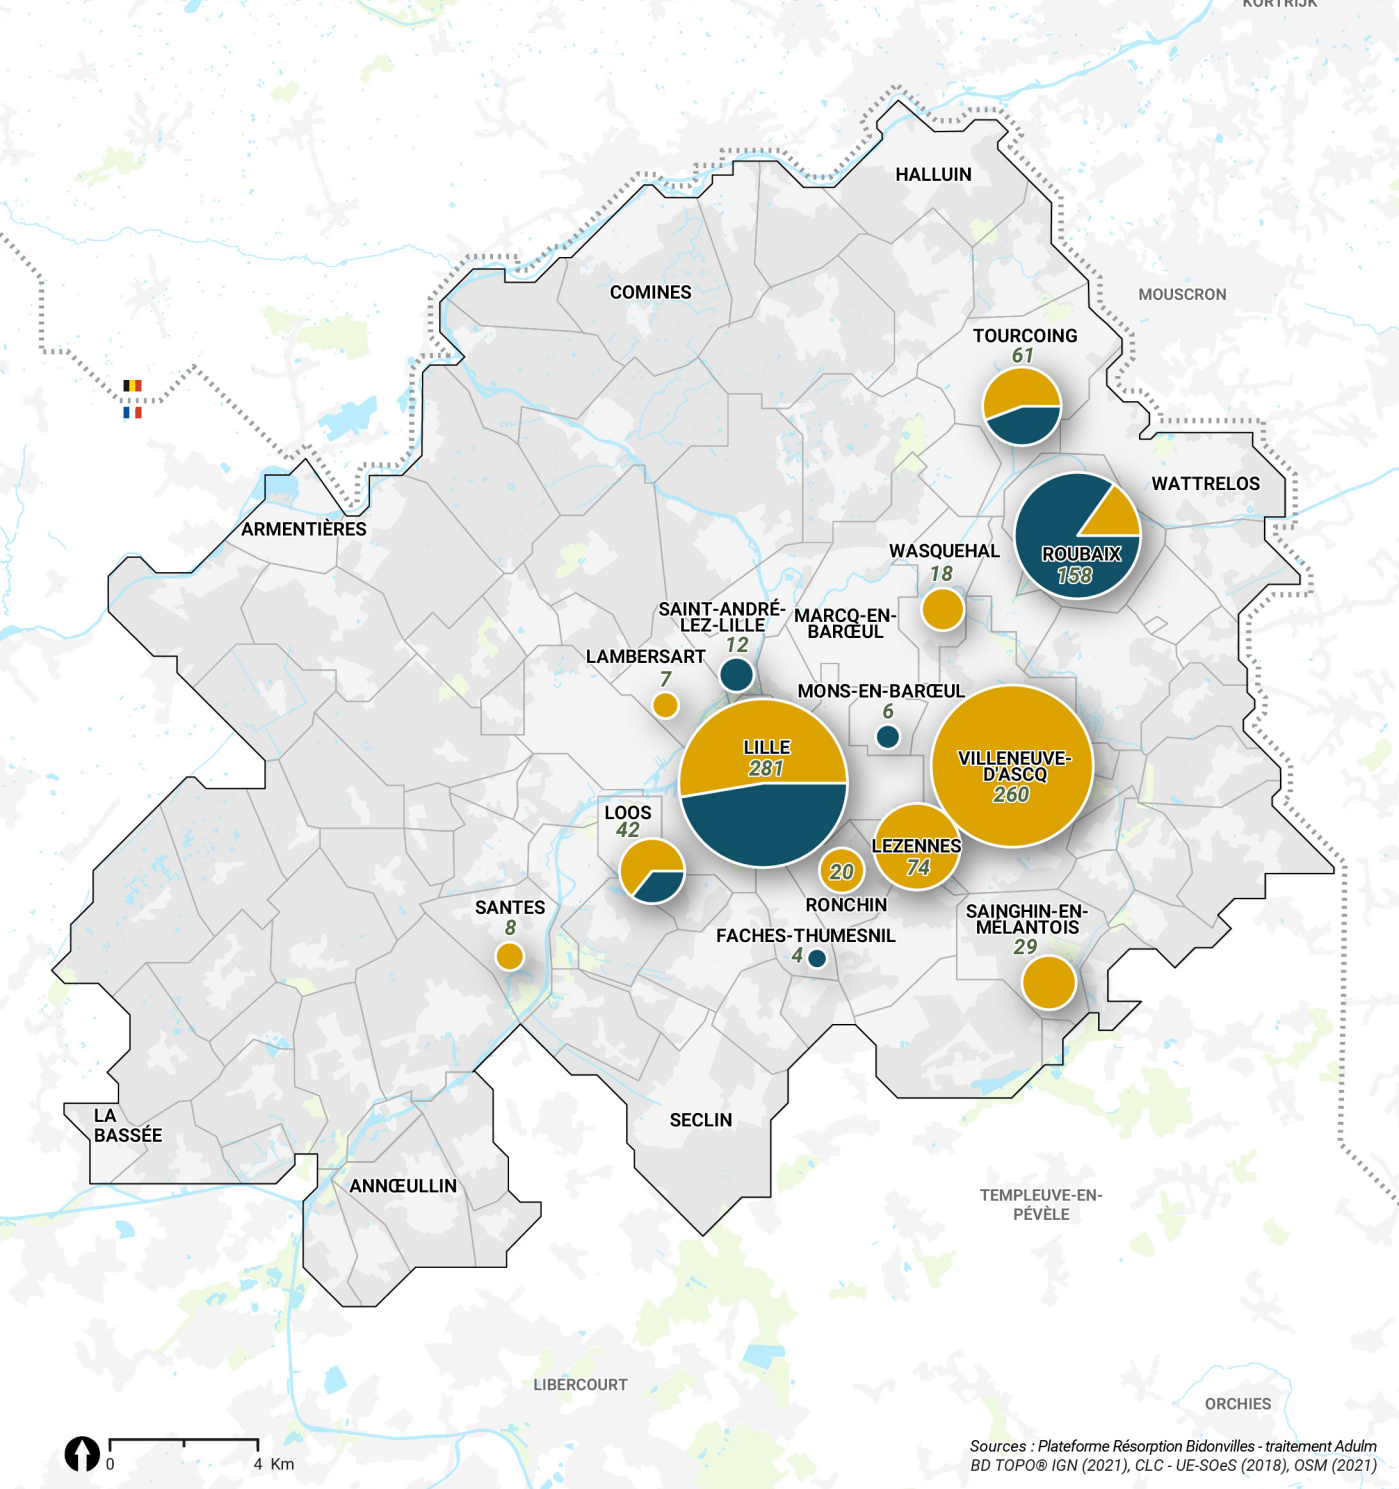 KORTRIJK
HALLUIN
COMINES
MOUSCRON
TOURCOING
61
WATTRELOS
ARMENTIÈRES
WASQUEHAL
18
ROUBAIX
158
SAINT-ANDRÉ-
LEZ-LILLE
12
MARCQ-EN-
BARŒUL
LAMBERSART
7
MONS-EN-BARŒUL
6
LILLE
281
VILLENEUVE-
D'ASCQ
260
LOOS
42
LEZENNES
74
20
RONCHIN
SANTES
8
FACHES-THUMESNIL
4
SAINGHIN-EN-
MÉLANTOIS
29
LA
BASSÉE
SECLIN
ANNŒULLIN
TEMPLEUVE-EN-
PÉVÈLE
LIBERCOURT
ORCHIES
0 4 Km
Sources : Plateforme Résorption Bidonvilles - traitement Adulm
BD TOPO® IGN (2021), CLC - UE-SOeS (2018), OSM (2021)